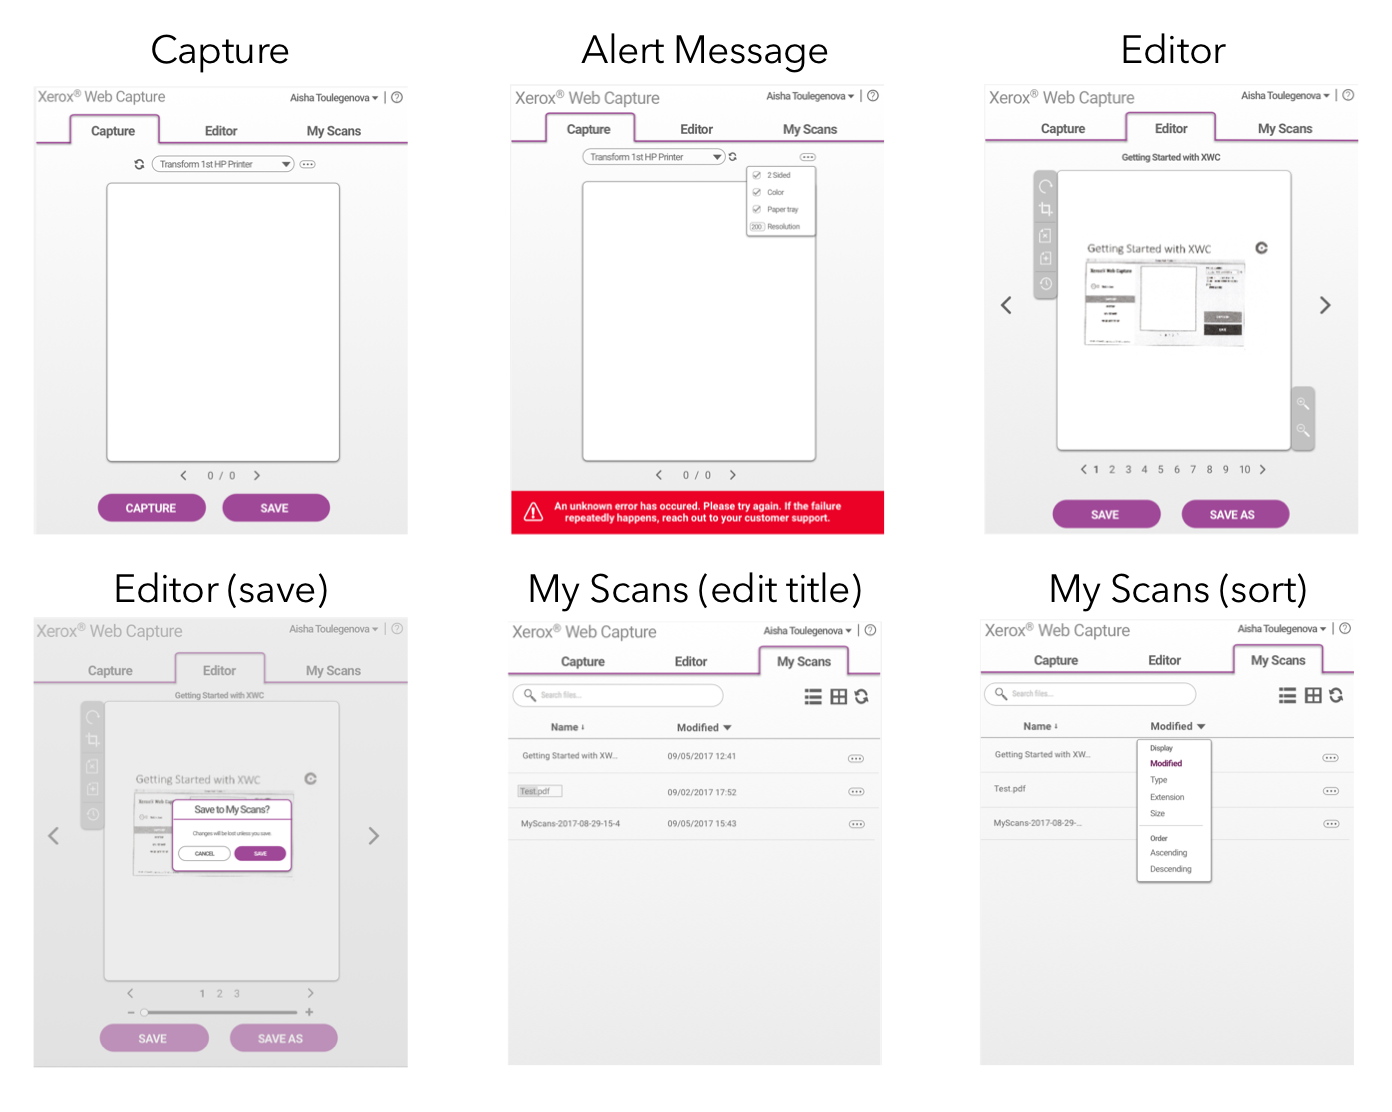 Capture
Xerox® Web Capture
Aisha Toulegenova
Capture
Editor
My Scans
Transform 1st HP Printer
0 / 0
CAPTURE
SAVE
Alert Message
Xerox® Web Capture
Aisha Toulegenova
Capture
Editor
My Scans
Transform 1st HP Printer
2 Sided
Color
Paper tray
200 Resolution
0 / 0
An unknown error has occured. Please try again. If the failure
repeatedly happens, reach out to your customer support.
Editor
Xerox® Web Capture
Aisha Toulegenova
Capture
Editor
My Scans
Getting Started with XWC
Getting Started with XWC
Xerox® Web Capture
1 2 3 4 5 6 7 8 9 10
SAVE
SAVE AS
Editor (save)
Xerox® Web Capture
Aisha Toulegenova
Capture
Editor
My Scans
Getting Started with XWC
Getting Started with XWC
Save to My Scans?
Changes will be lost unless you save.
CANCEL
SAVE
1 2 3
SAVE
SAVE AS
My Scans (edit title)
Xerox® Web Capture
Aisha Toulegenova
Capture
Editor
My Scans
Search files...
Name
Modified
Getting Started with XW...
09/05/2017 12:41
Test.pdf
09/02/2017 17:52
MyScans-2017-08-29-15-4
09/05/2017 15:43
My Scans (sort)
Xerox® Web Capture
Aisha Toulegenova
Capture
Editor
My Scans
Search files...
Name
Modified
Getting Started with XW...
Test.pdf
MyScans-2017-08-29-...
Display
Modified
Type
Extension
Size
Order
Ascending
Descending